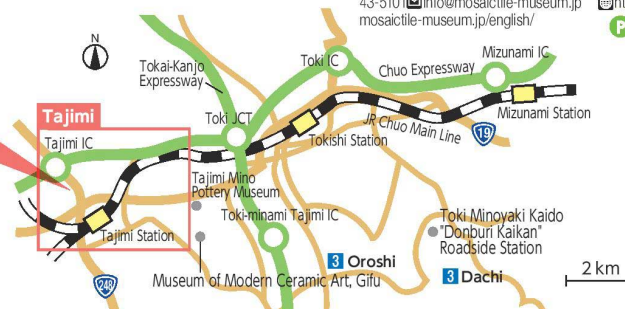 43-5101 info@mosaictile-museum.jp
mosaictile-museum.jp/english/
P
N
Tokai-Kanjo
Expressway
Toki IC
Mizunami IC
Chuo Expressway
Tajimi
Toki JCT
Mizunami Station
Tajimi IC
Tokishi Station
JR Chuo Main Line
19
Tajimi Mino
Pottery Museum
Toki-minami Tajimi IC
Toki Minoyaki Kaido
"Donburi Kaikan"
Roadside Station
Tajimi Station
3 Oroshi
3 Dachi
2 km
248
Museum of Modern Ceramic Art, Gifu